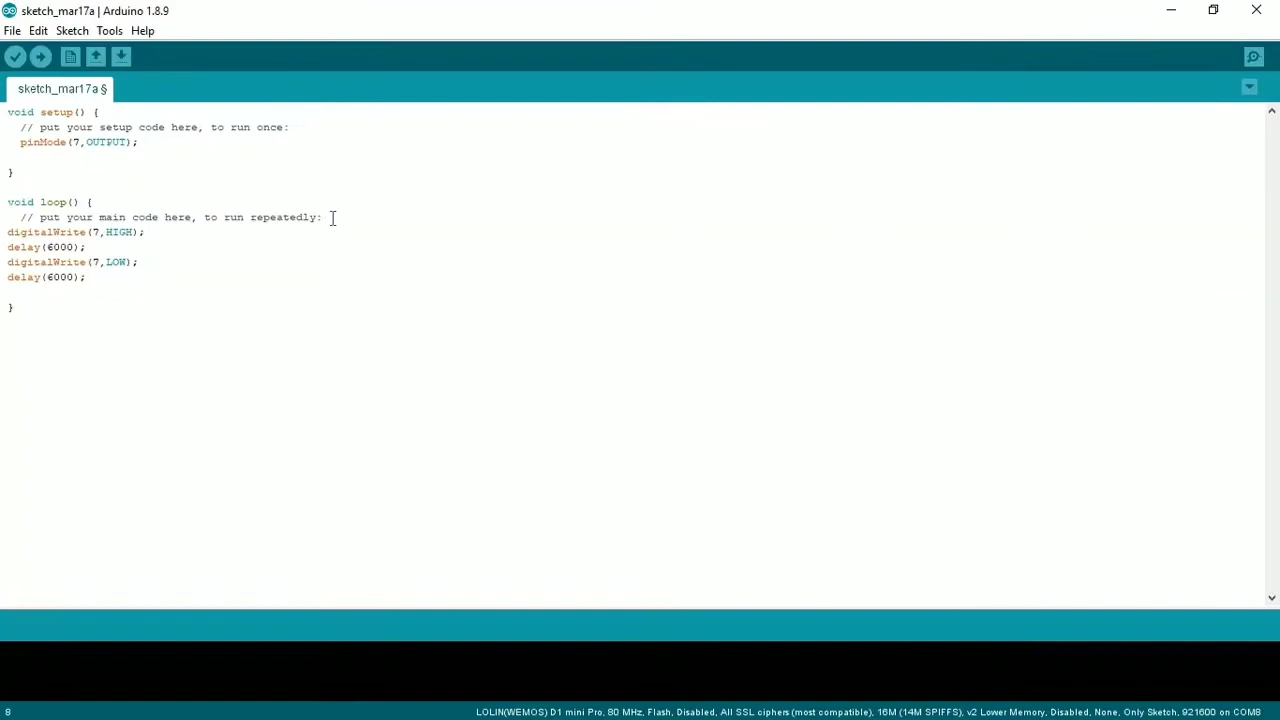 sketch_mar17a | Arduino 1.8.9
File Edit Sketch Tools Help
sketch_mar17a §
void setup() {
  // put your setup code here, to run once:
  pinMode(7,OUTPUT);
}
void loop() {
  // put your main code here, to run repeatedly:
digitalWrite(7,HIGH);
delay(6000);
digitalWrite(7,LOW);
delay(6000);
}
8 LOLIN(WEMOS) D1 mini Pro, 80 MHz, Flash, Disabled, All SSL ciphers (most compatible), 16M (14M SPIFFS), v2 Lower Memory, Disabled, None, Only Sketch, 921600 on COM8